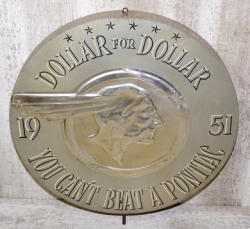 DOLLAR FOR DOLLAR
19 51
YOU CAN'T BEAT A PONTIAC